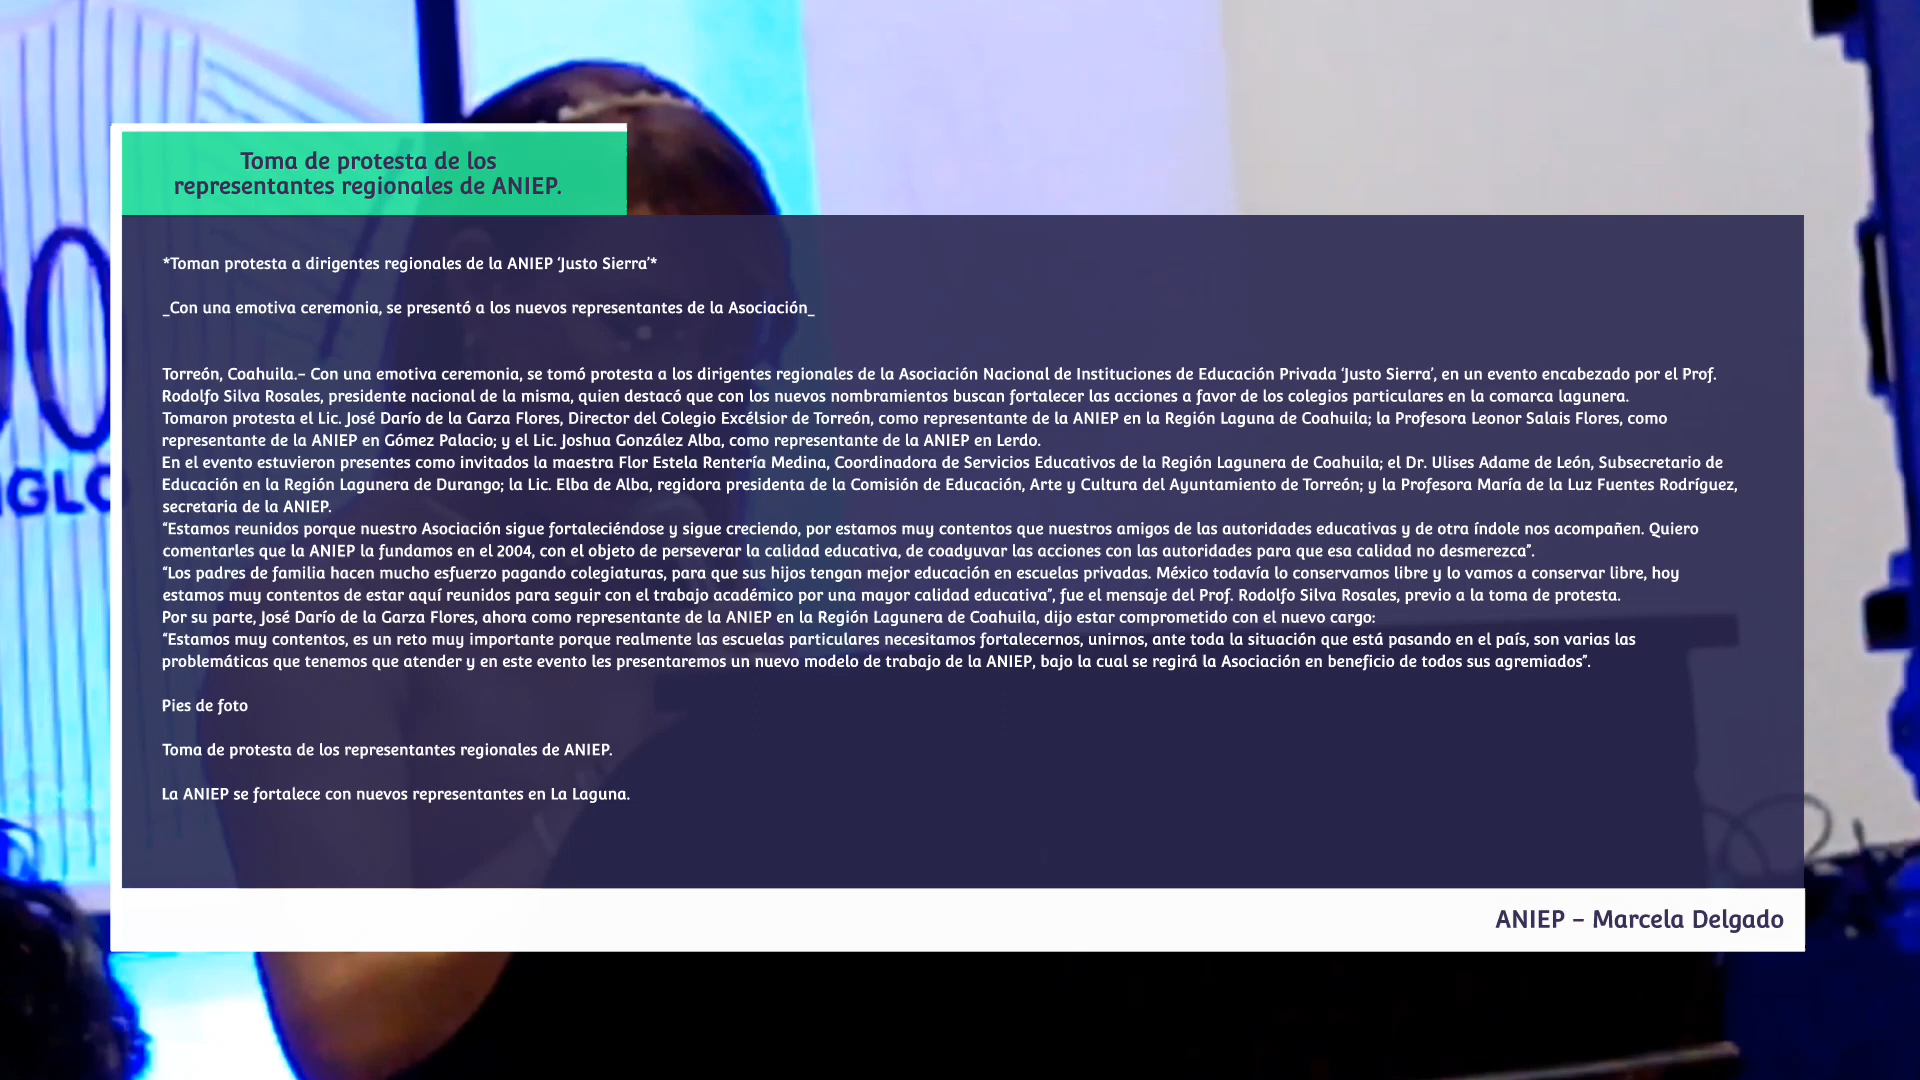 Toma de protesta de los
representantes regionales de ANIEP.
*Toman protesta a dirigentes regionales de la ANIEP ‘Justo Sierra’*
_Con una emotiva ceremonia, se presentó a los nuevos representantes de la Asociación_
Torreón, Coahuila.- Con una emotiva ceremonia, se tomó protesta a los dirigentes regionales de la Asociación Nacional de Instituciones de Educación Privada ‘Justo Sierra’, en un evento encabezado por el Prof.
Rodolfo Silva Rosales, presidente nacional de la misma, quien destacó que con los nuevos nombramientos buscan fortalecer las acciones a favor de los colegios particulares en la comarca lagunera.
Tomaron protesta el Lic. José Darío de la Garza Flores, Director del Colegio Excélsior de Torreón, como representante de la ANIEP en la Región Laguna de Coahuila; la Profesora Leonor Salais Flores, como
representante de la ANIEP en Gómez Palacio; y el Lic. Joshua González Alba, como representante de la ANIEP en Lerdo.
En el evento estuvieron presentes como invitados la maestra Flor Estela Rentería Medina, Coordinadora de Servicios Educativos de la Región Lagunera de Coahuila; el Dr. Ulises Adame de León, Subsecretario de
Educación en la Región Lagunera de Durango; la Lic. Elba de Alba, regidora presidenta de la Comisión de Educación, Arte y Cultura del Ayuntamiento de Torreón; y la Profesora María de la Luz Fuentes Rodríguez,
secretaria de la ANIEP.
“Estamos reunidos porque nuestro Asociación sigue fortaleciéndose y sigue creciendo, por estamos muy contentos que nuestros amigos de las autoridades educativas y de otra índole nos acompañen. Quiero
comentarles que la ANIEP la fundamos en el 2004, con el objeto de perseverar la calidad educativa, de coadyuvar las acciones con las autoridades para que esa calidad no desmerezca”.
“Los padres de familia hacen mucho esfuerzo pagando colegiaturas, para que sus hijos tengan mejor educación en escuelas privadas. México todavía lo conservamos libre y lo vamos a conservar libre, hoy
estamos muy contentos de estar aquí reunidos para seguir con el trabajo académico por una mayor calidad educativa”, fue el mensaje del Prof. Rodolfo Silva Rosales, previo a la toma de protesta.
Por su parte, José Darío de la Garza Flores, ahora como representante de la ANIEP en la Región Lagunera de Coahuila, dijo estar comprometido con el nuevo cargo:
“Estamos muy contentos, es un reto muy importante porque realmente las escuelas particulares necesitamos fortalecernos, unirnos, ante toda la situación que está pasando en el país, son varias las
problemáticas que tenemos que atender y en este evento les presentaremos un nuevo modelo de trabajo de la ANIEP, bajo la cual se regirá la Asociación en beneficio de todos sus agremiados”.
Pies de foto
Toma de protesta de los representantes regionales de ANIEP.
La ANIEP se fortalece con nuevos representantes en La Laguna.
ANIEP - Marcela Delgado